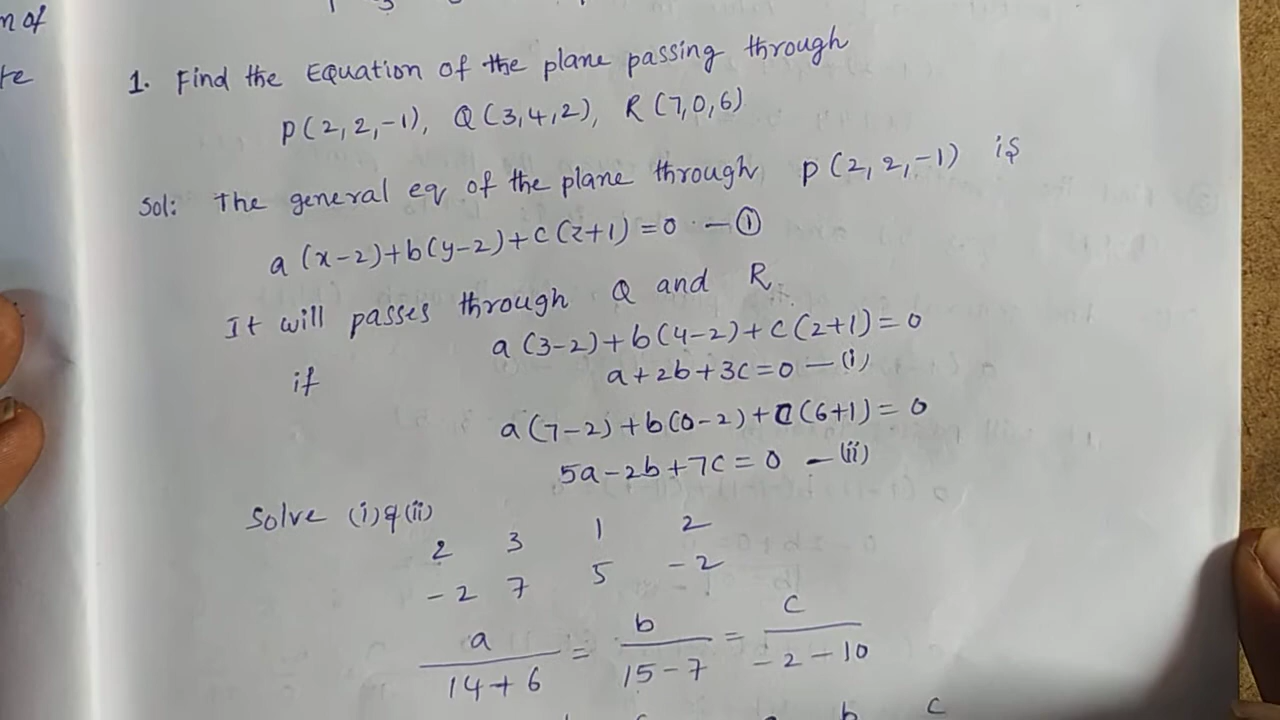 n of
te
1. Find the Equation of the plane passing through
P(2,2,-1), Q(3,4,2), R(7,0,6)
Sol: The general eq of the plane through P(2,2,-1) is
a(x-2)+b(y-2)+c(z+1)=0 -①
It will passes through Q and R
if a(3-2)+b(4-2)+c(2+1)=0
a+2b+3c=0 -(i)
a(7-2)+b(0-2)+c(6+1)=0
5a-2b+7c=0 -(ii)
Solve (i)&(ii)
2 3 1 2
-2 7 5 -2
a/14+6 = b/15-7 = c/-2-10
b c